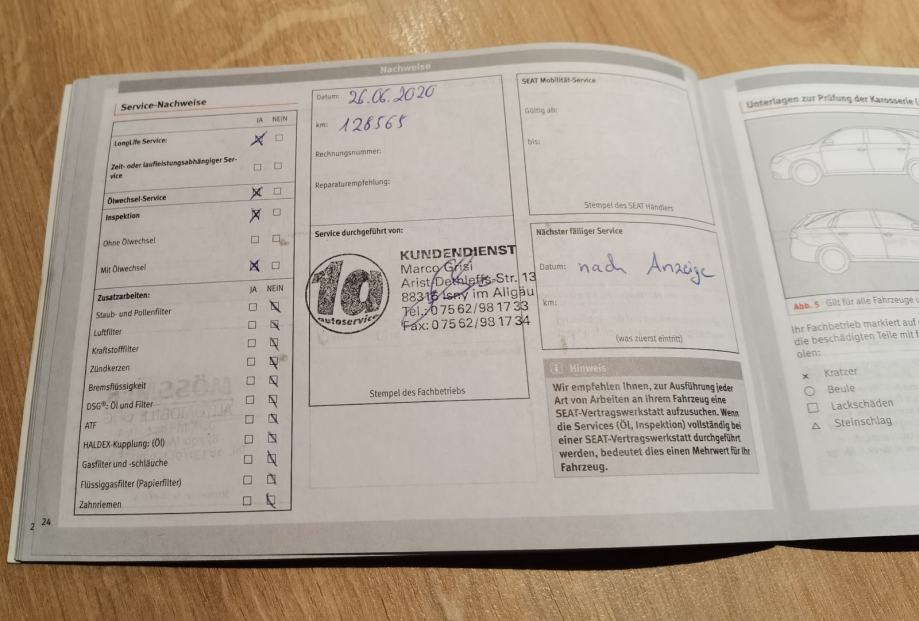 Nachweise
Service-Nachweise
JA NEIN
LongLife Service:
Zeit- oder laufleistungsabhängiger Ser-
vice
Ölwechsel-Service
Inspektion
Ohne Ölwechsel
Mit Ölwechsel
Zusatzarbeiten: JA NEIN
Staub- und Pollenfilter
Luftfilter
Kraftstofffilter
Zündkerzen
Bremsflüssigkeit
DSG®: Öl und Filter
ATF
HALDEX-Kupplung: (Öl)
Gasfilter und -schläuche
Flüssiggasfilter (Papierfilter)
Zahnriemen
24
Datum: 26.06.2020
km: 128565
Rechnungsnummer:
Reparaturempfehlung:
Service durchgeführt von:
1a
autoservice
KUNDENDIENST
Marco Grisi
Arist-Dethleffs-Str. 13
88316 Isny im Allgäu
Tel.: 0 75 62/98 17 33
Fax: 0 75 62/98 17 34
Stempel des Fachbetriebs
SEAT Mobilität-Service
Gültig ab:
bis:
Stempel des SEAT Händlers
Nächster fälliger Service
Datum: nach Anzeige
km:
(was zuerst eintritt)
Hinweis
Wir empfehlen Ihnen, zur Ausführung jeder
Art von Arbeiten an Ihrem Fahrzeug eine
SEAT-Vertragswerkstatt aufzusuchen. Wenn
die Services (Öl, Inspektion) vollständig bei
einer SEAT-Vertragswerkstatt durchgeführt
werden, bedeutet dies einen Mehrwert für Ihr
Fahrzeug.
2
Unterlagen zur Prüfung der Karosserie
Abb. 5 Gilt für alle Fahrzeuge
Ihr Fachbetrieb markiert auf
die beschädigten Teile mit
olen:
Kratzer
Beule
Lackschäden
Steinschlag